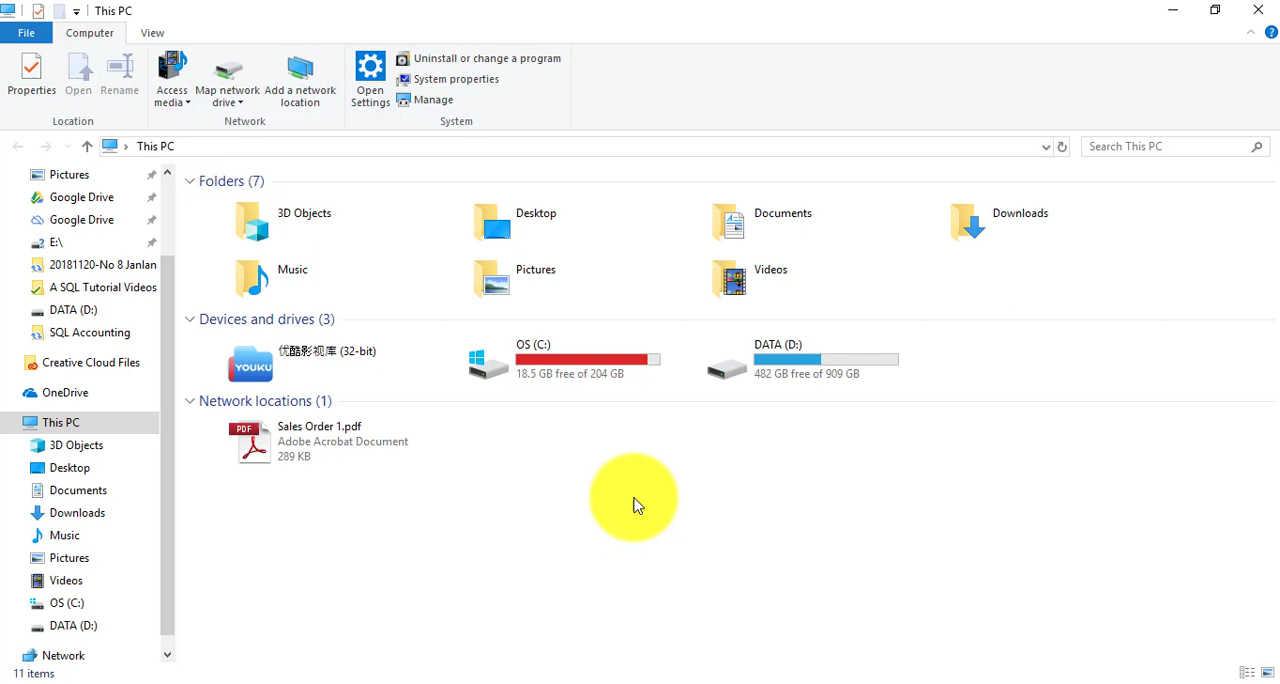 This PC
File
Computer
View
Properties
Open
Rename
Access media
Map network drive
Add a network location
Open Settings
Uninstall or change a program
System properties
Manage
Location
Network
System
This PC
Search This PC
Pictures
Google Drive
Google Drive
E:\
20181120-No 8 Janlan
A SQL Tutorial Videos
DATA (D:)
SQL Accounting
Creative Cloud Files
OneDrive
This PC
3D Objects
Desktop
Documents
Downloads
Music
Pictures
Videos
OS (C:)
DATA (D:)
Network
Folders (7)
3D Objects
Desktop
Documents
Downloads
Music
Pictures
Videos
Devices and drives (3)
YOUKU
优酷影视库 (32-bit)
OS (C:)
18.5 GB free of 204 GB
DATA (D:)
482 GB free of 909 GB
Network locations (1)
PDF
Sales Order 1.pdf
Adobe Acrobat Document
289 KB
11 items